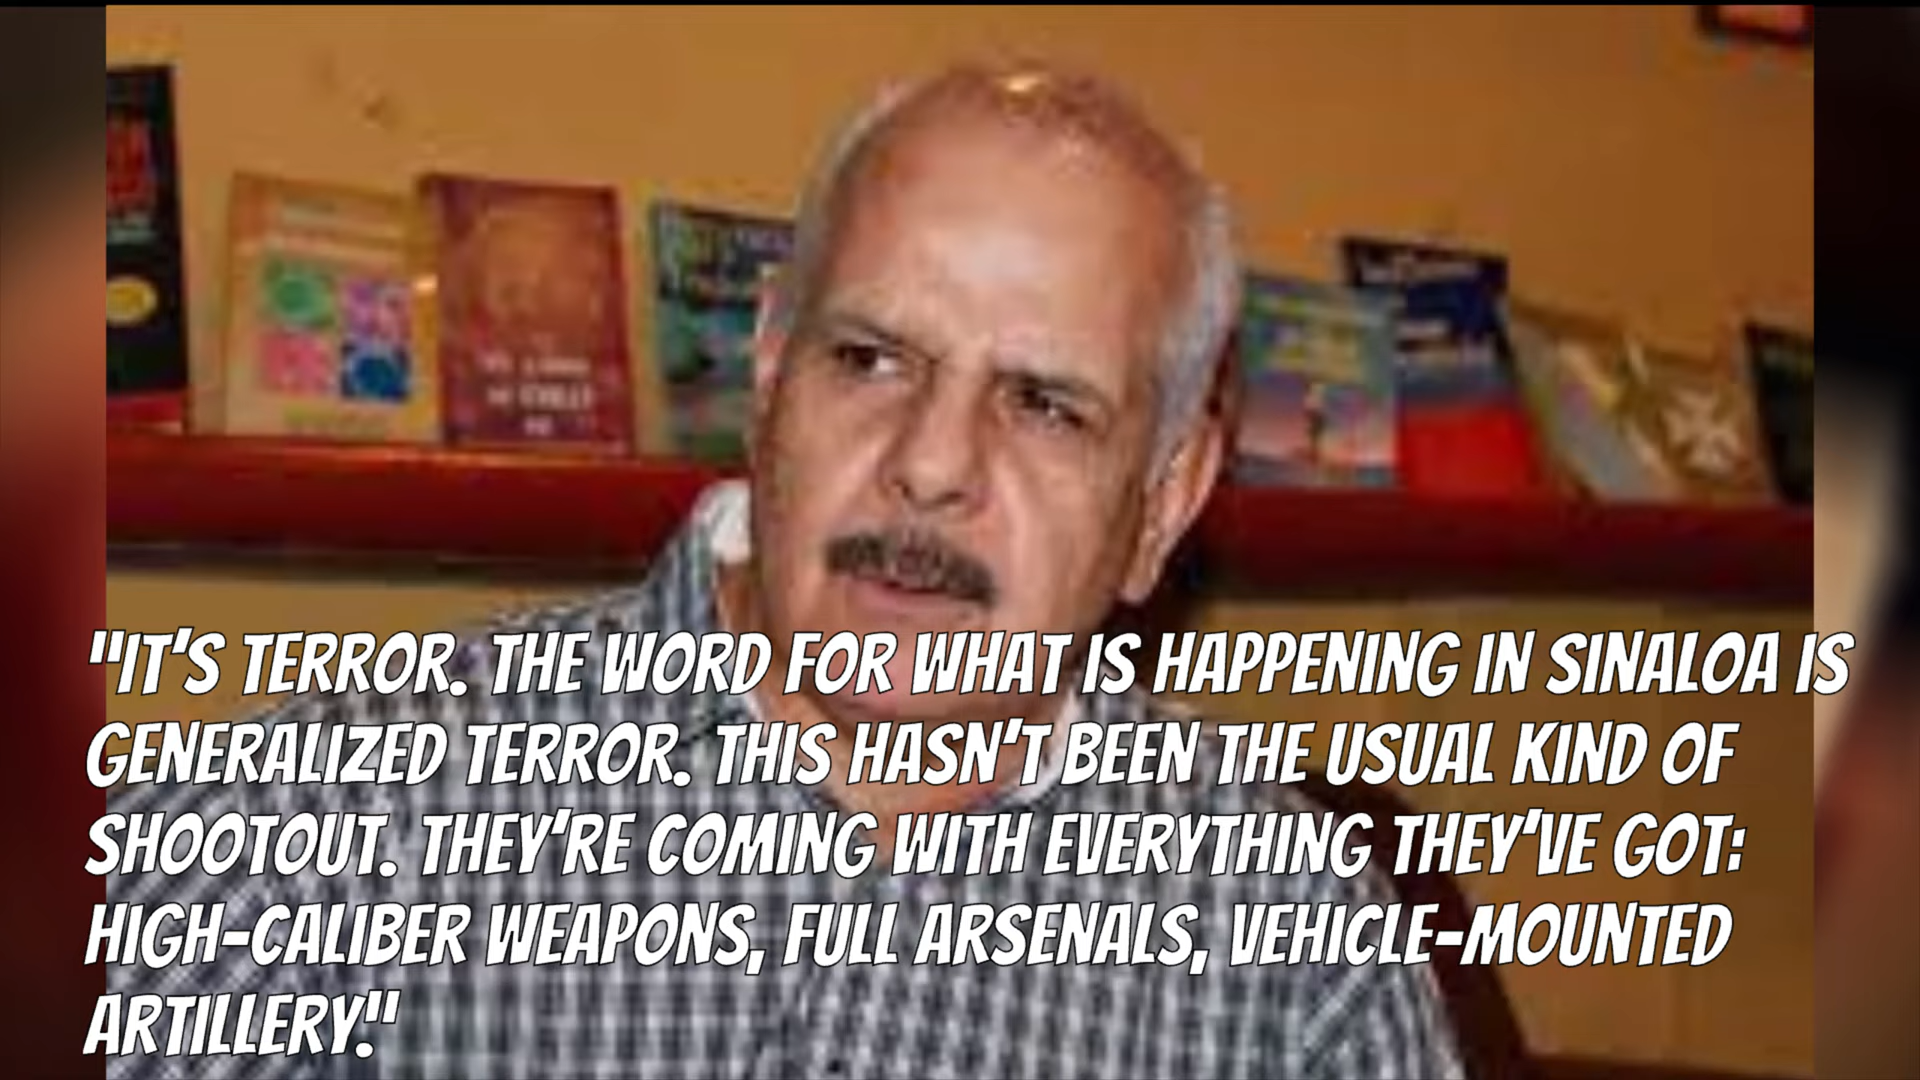 "IT'S TERROR. THE WORD FOR WHAT IS HAPPENING IN SINALOA IS
GENERALIZED TERROR. THIS HASN'T BEEN THE USUAL KIND OF
SHOOTOUT. THEY'RE COMING WITH EVERYTHING THEY'VE GOT:
HIGH-CALIBER WEAPONS, FULL ARSENALS, VEHICLE-MOUNTED
ARTILLERY."